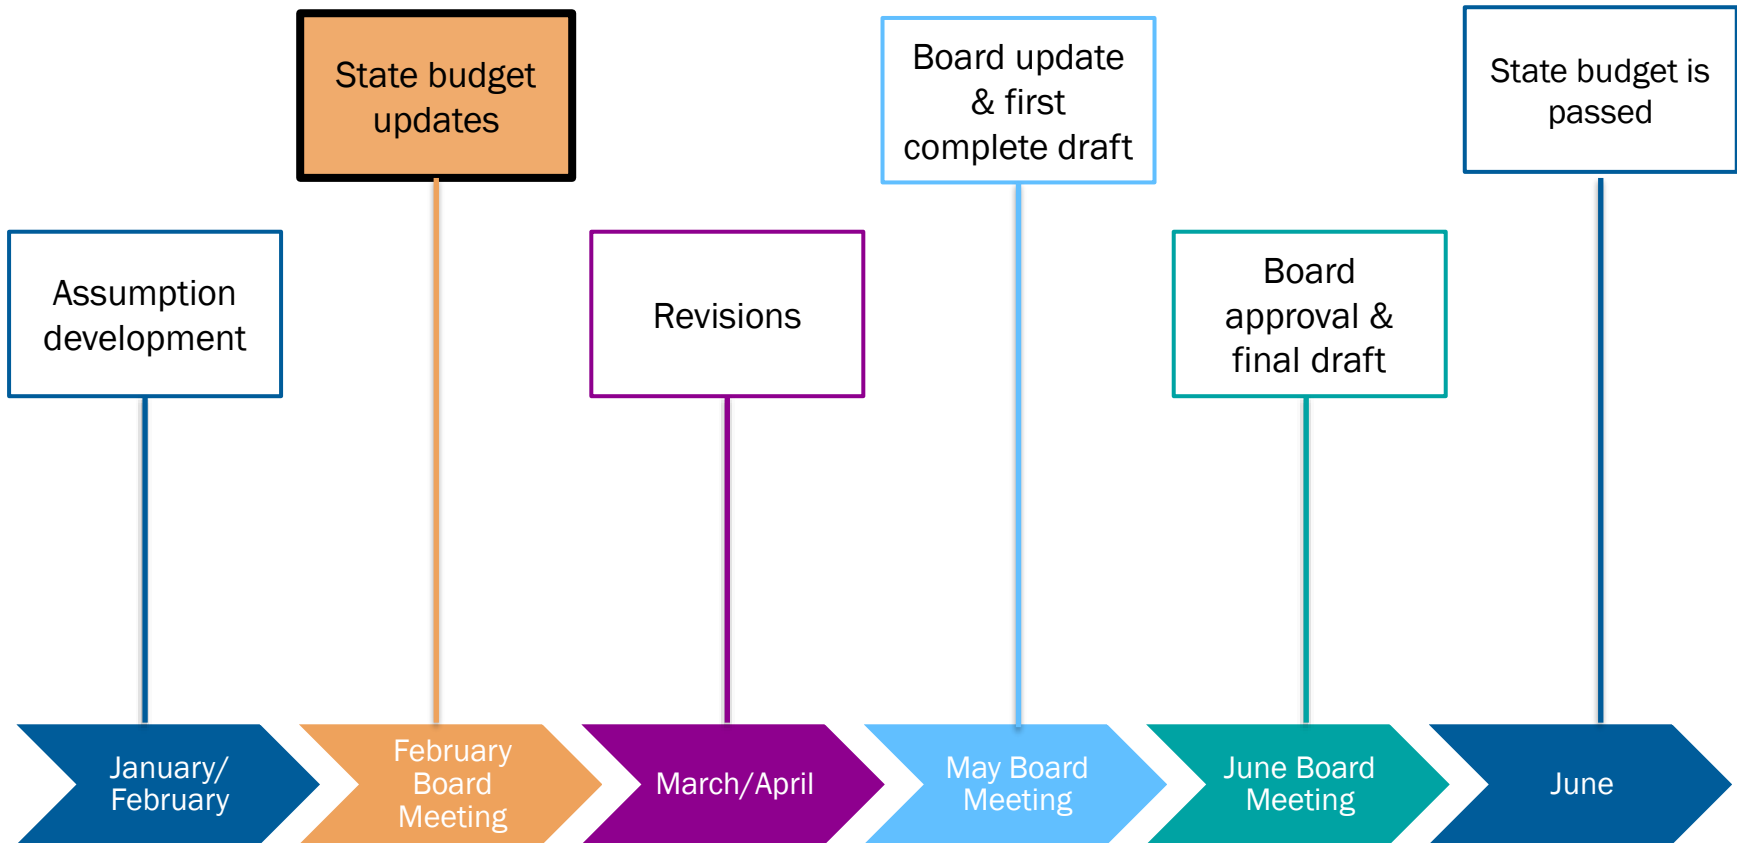 State budget
updates
Board update
& first
complete draft
State budget is
passed
Assumption
development
Revisions
Board
approval &
final draft
January/
February
February
Board
Meeting
March/April
May Board
Meeting
June Board
Meeting
June